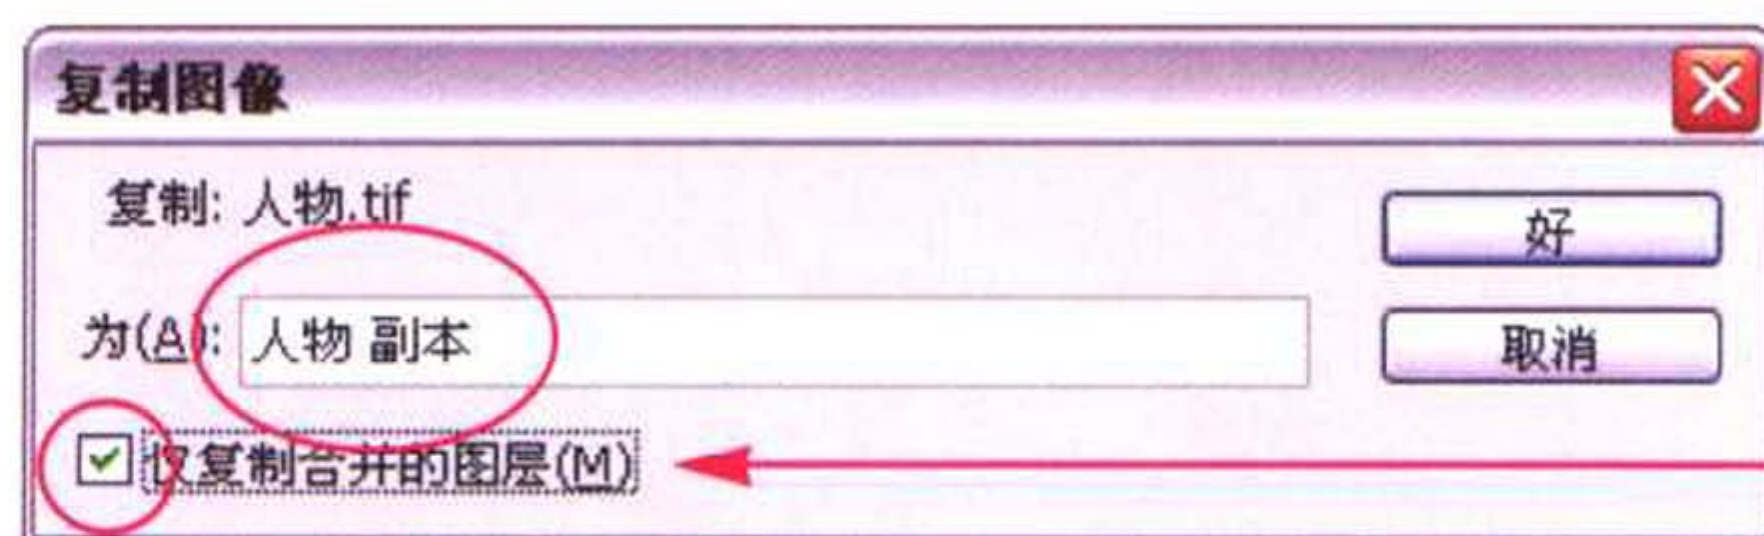 复制图像
复制: 人物.tif
好
为(A): 人物 副本
取消
仅复制合并的图层(M)